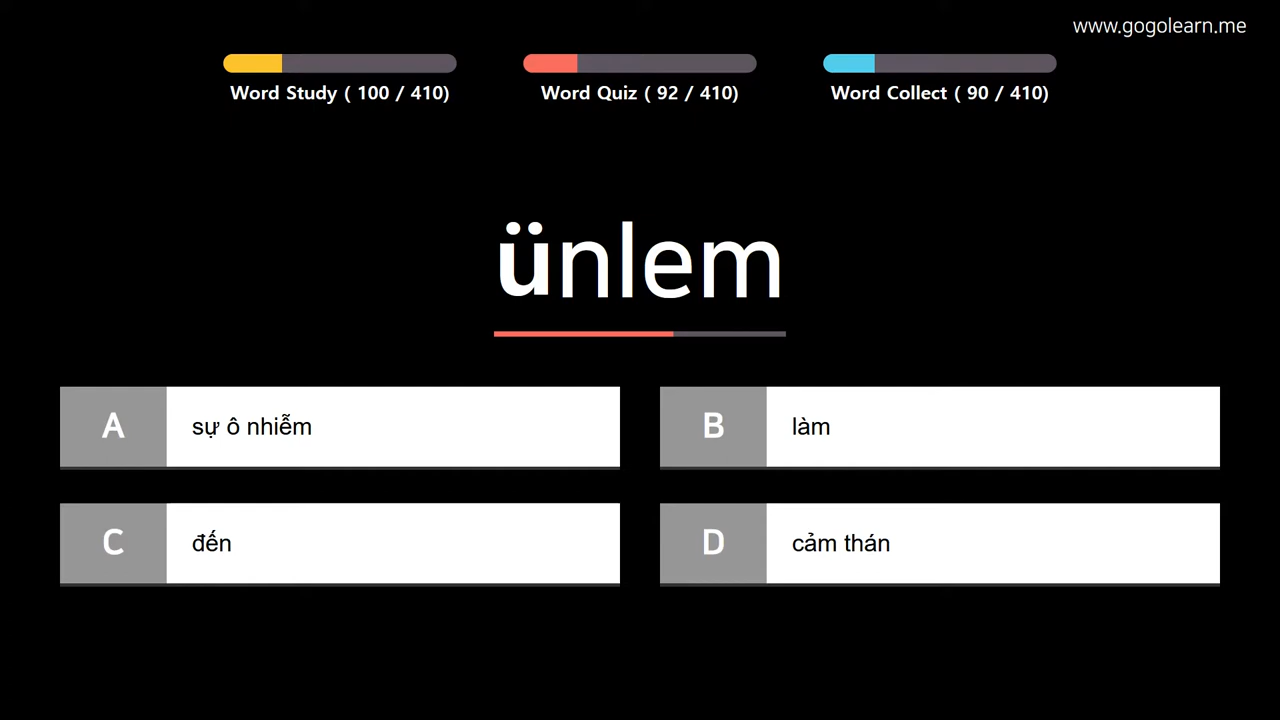 www.gogolearn.me
Word Study ( 100 / 410)
Word Quiz ( 92 / 410)
Word Collect ( 90 / 410)
ünlem
A sự ô nhiễm
B làm
C đến
D cảm thán